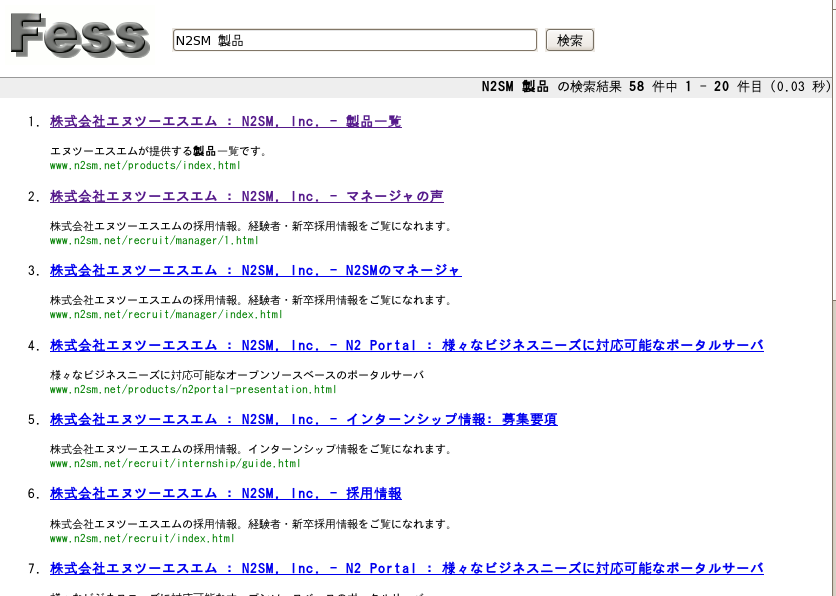 Fess
N2SM 製品
検索
N2SM 製品 の検索結果 58 件中 1 - 20 件目 (0.03 秒)
1. 株式会社エヌツーエスエム : N2SM, Inc. - 製品一覧
エヌツーエスエムが提供する製品一覧です。
www.n2sm.net/products/index.html
2. 株式会社エヌツーエスエム : N2SM, Inc. - マネージャの声
株式会社エヌツーエスエムの採用情報。経験者・新卒採用情報をご覧になれます。
www.n2sm.net/recruit/manager/1.html
3. 株式会社エヌツーエスエム : N2SM, Inc. - N2SMのマネージャ
株式会社エヌツーエスエムの採用情報。経験者・新卒採用情報をご覧になれます。
www.n2sm.net/recruit/manager/index.html
4. 株式会社エヌツーエスエム : N2SM, Inc. - N2 Portal : 様々なビジネスニーズに対応可能なポータルサーバ
様々なビジネスニーズに対応可能なオープンソースベースのポータルサーバ
www.n2sm.net/products/n2portal-presentation.html
5. 株式会社エヌツーエスエム : N2SM, Inc. - インターンシップ情報: 募集要項
株式会社エヌツーエスエムの採用情報。インターンシップ情報をご覧になれます。
www.n2sm.net/recruit/internship/guide.html
6. 株式会社エヌツーエスエム : N2SM, Inc. - 採用情報
株式会社エヌツーエスエムの採用情報。経験者・新卒採用情報をご覧になれます。
www.n2sm.net/recruit/index.html
7. 株式会社エヌツーエスエム : N2SM, Inc. - N2 Portal : 様々なビジネスニーズに対応可能なポータルサーバ